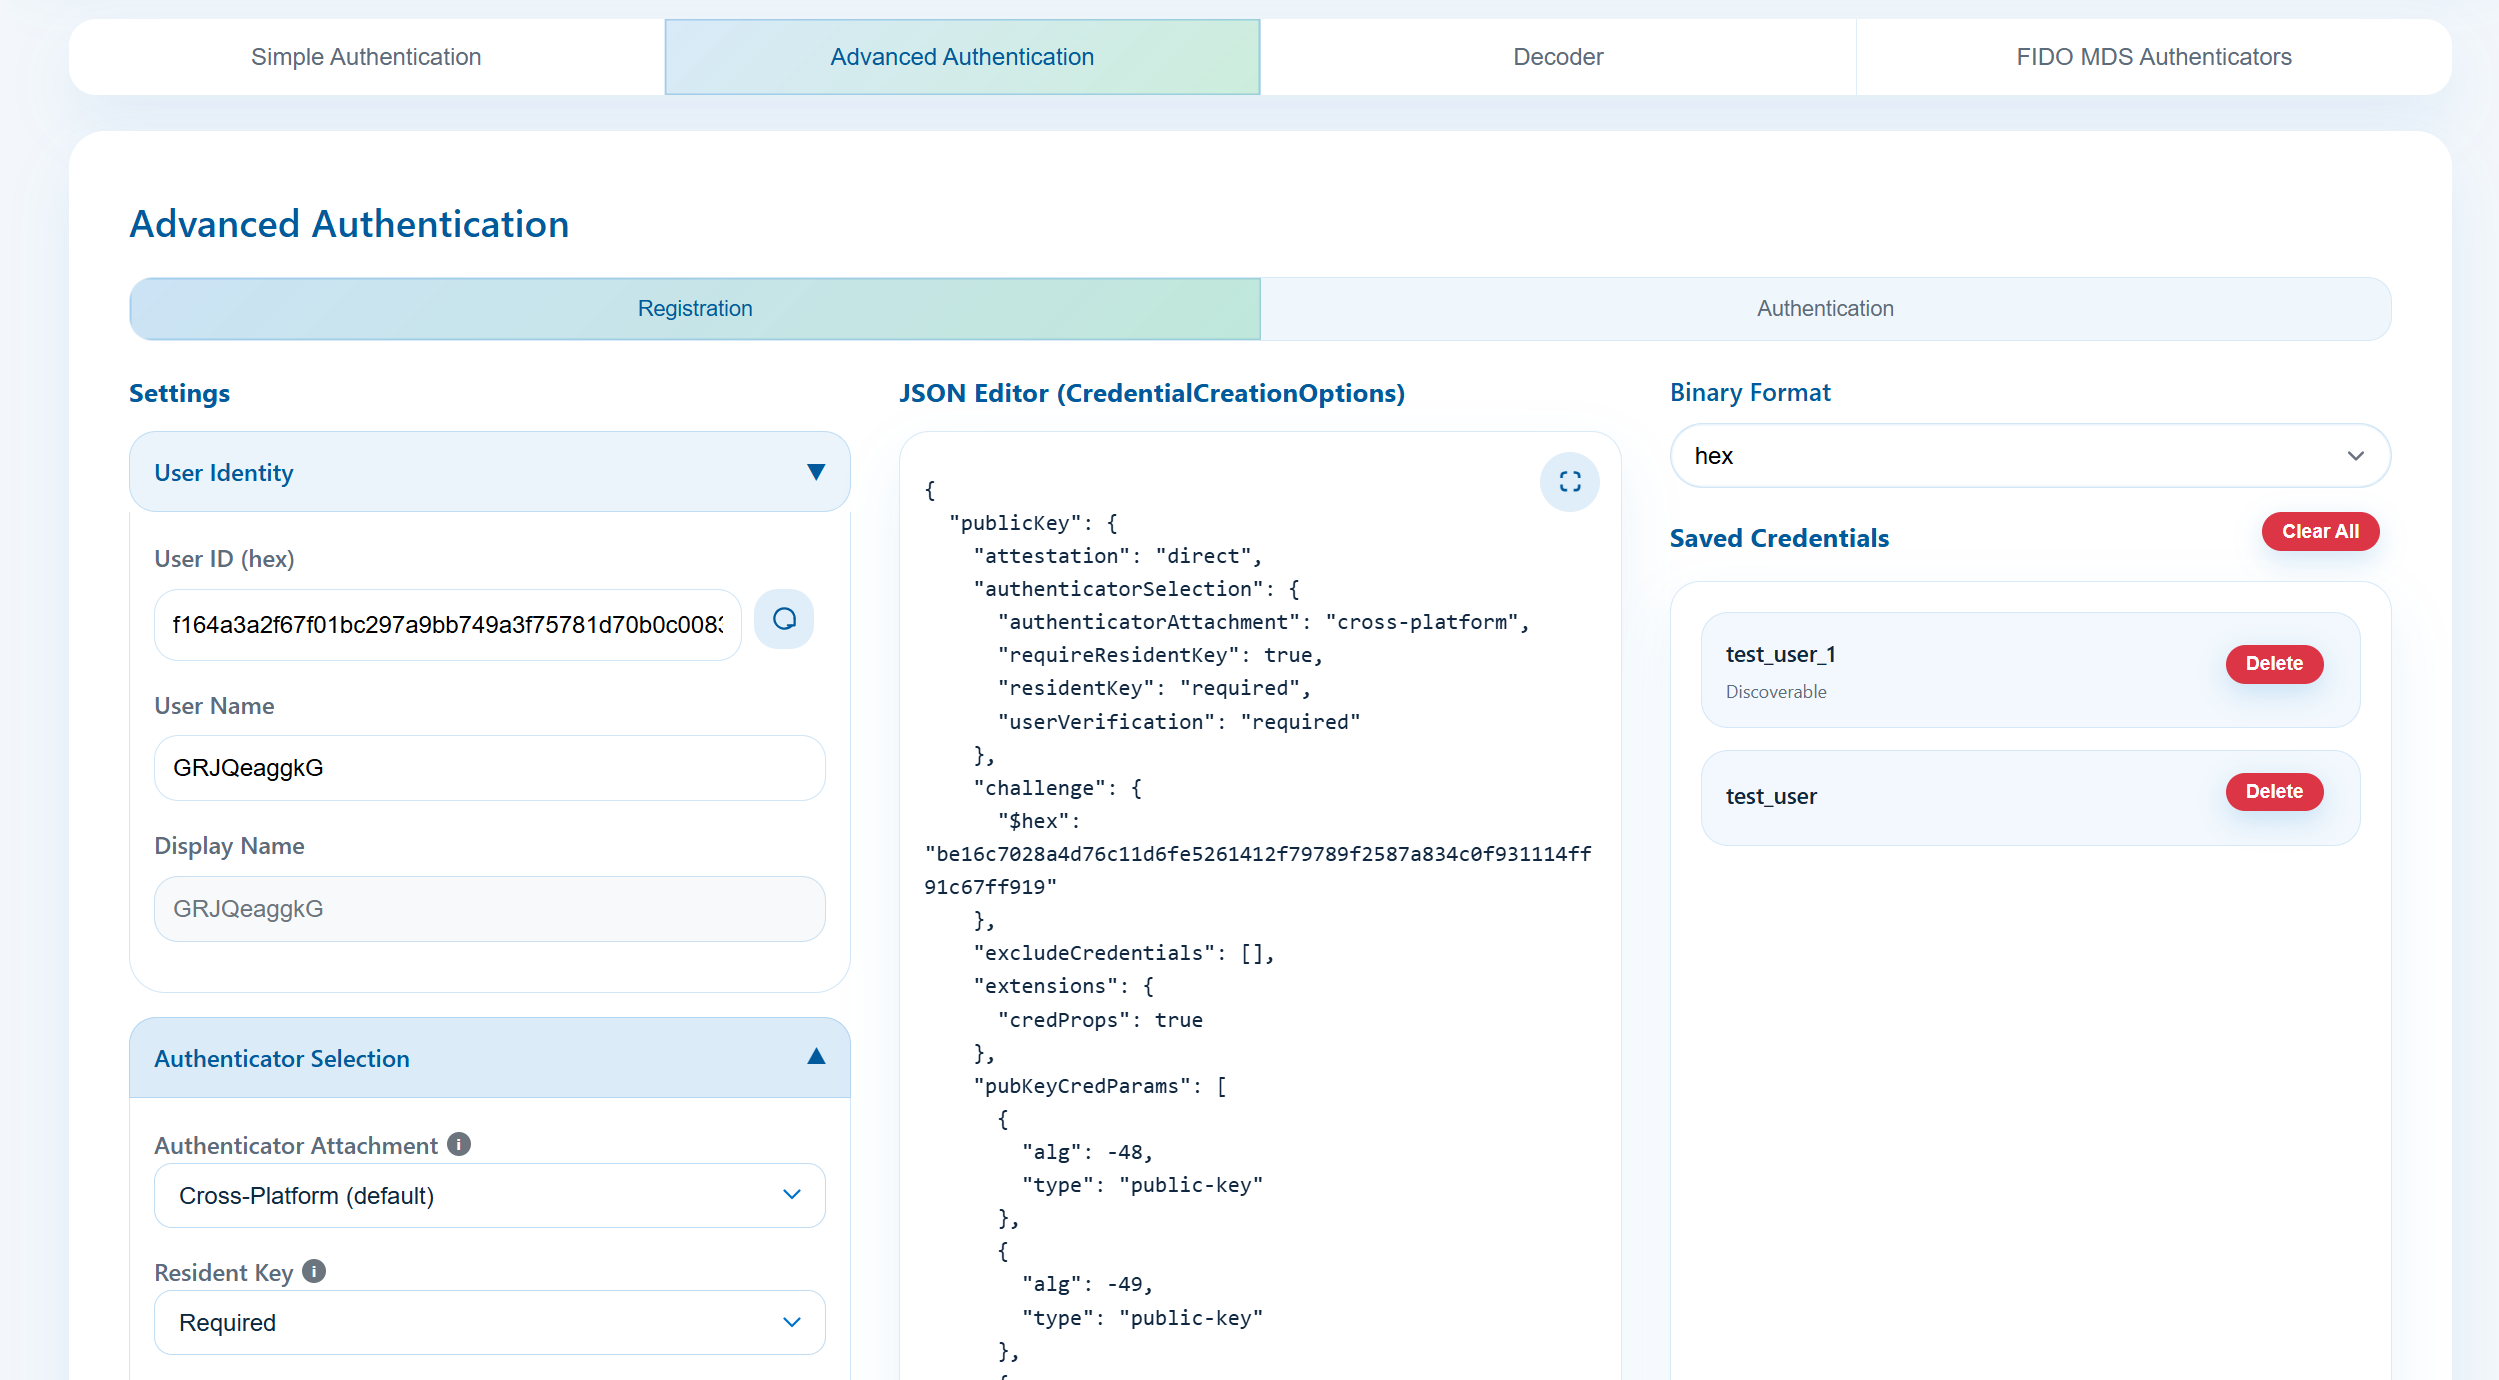 Simple Authentication
Advanced Authentication
Decoder
FIDO MDS Authenticators
Advanced Authentication
Registration
Authentication
Settings
User Identity
User ID (hex)
f164a3a2f67f01bc297a9bb749a3f75781d70b0c008
User Name
GRJQeaggkG
Display Name
GRJQeaggkG
Authenticator Selection
Authenticator Attachment
Cross-Platform (default)
Resident Key
Required
JSON Editor (CredentialCreationOptions)
{
"publicKey": {
"attestation": "direct",
"authenticatorSelection": {
"authenticatorAttachment": "cross-platform",
"requireResidentKey": true,
"residentKey": "required",
"userVerification": "required"
},
"challenge": {
"$hex":
"be16c7028a4d76c11d6fe5261412f79789f2587a834c0f931114ff
91c67ff919"
},
"excludeCredentials": [],
"extensions": {
"credProps": true
},
"pubKeyCredParams": [
{
"alg": -48,
"type": "public-key"
},
{
"alg": -49,
"type": "public-key"
},
Binary Format
hex
Saved Credentials
Clear All
test_user_1
Discoverable
Delete
test_user
Delete